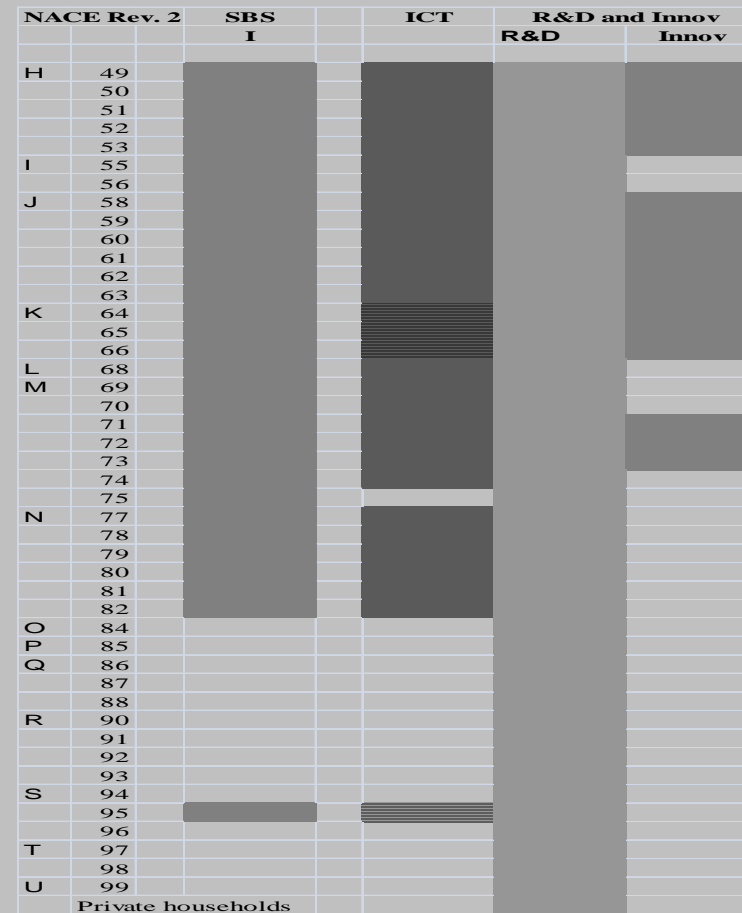 NACE Rev. 2 SBS ICT R&D and Innov
I R&D Innov
H 49
50
51
52
53
I 55
56
J 58
59
60
61
62
63
K 64
65
66
L 68
M 69
70
71
72
73
74
75
N 77
78
79
80
81
82
O 84
P 85
Q 86
87
88
R 90
91
92
93
S 94
95
96
T 97
98
U 99
Private households